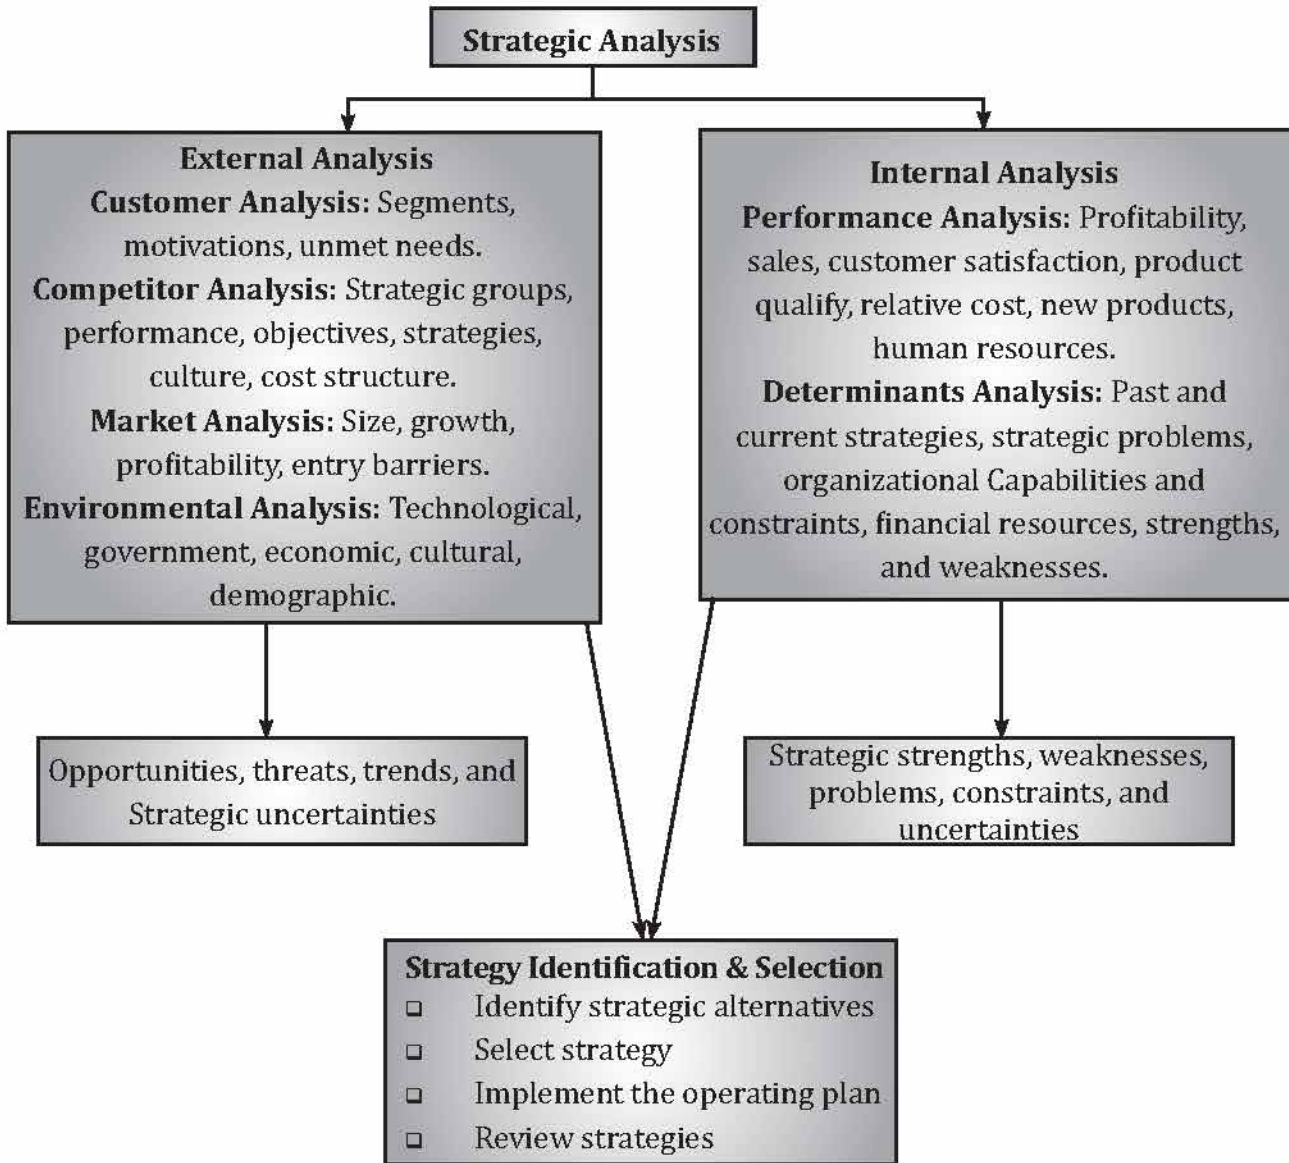 Strategic Analysis
External Analysis
Customer Analysis: Segments,
motivations, unmet needs.
Competitor Analysis: Strategic groups,
performance, objectives, strategies,
culture, cost structure.
Market Analysis: Size, growth,
profitability, entry barriers.
Environmental Analysis: Technological,
government, economic, cultural,
demographic.
Internal Analysis
Performance Analysis: Profitability,
sales, customer satisfaction, product
qualify, relative cost, new products,
human resources.
Determinants Analysis: Past and
current strategies, strategic problems,
organizational Capabilities and
constraints, financial resources, strengths,
and weaknesses.
Opportunities, threats, trends, and
Strategic uncertainties
Strategic strengths, weaknesses,
problems, constraints, and
uncertainties
Strategy Identification & Selection
❑ Identify strategic alternatives
❑ Select strategy
❑ Implement the operating plan
❑ Review strategies